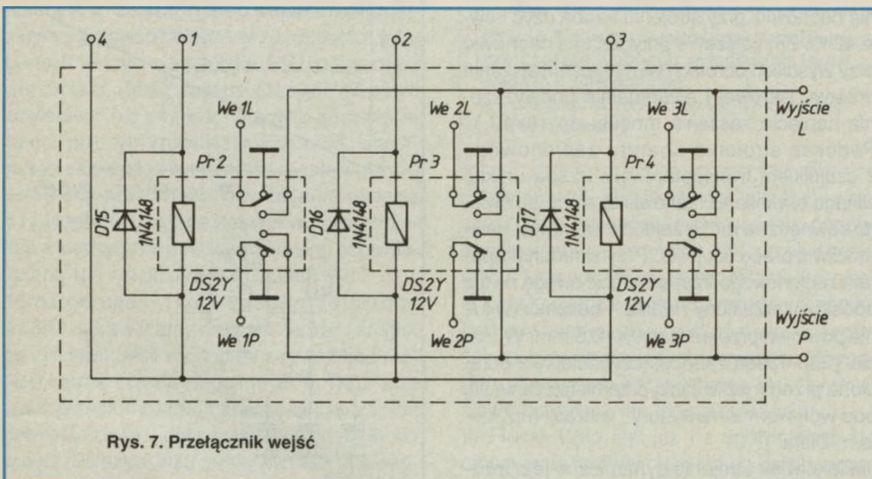 4 1 2 3
We 1L We 2L We 3L Wyjście
L
Pr 2 Pr 3 Pr 4
D15 1N4148 D16 1N4148 D17 1N4148
DS2Y DS2Y DS2Y Wyjście
12V 12V 12V P
We 1P We 2P We 3P
Rys. 7. Przełącznik wejść